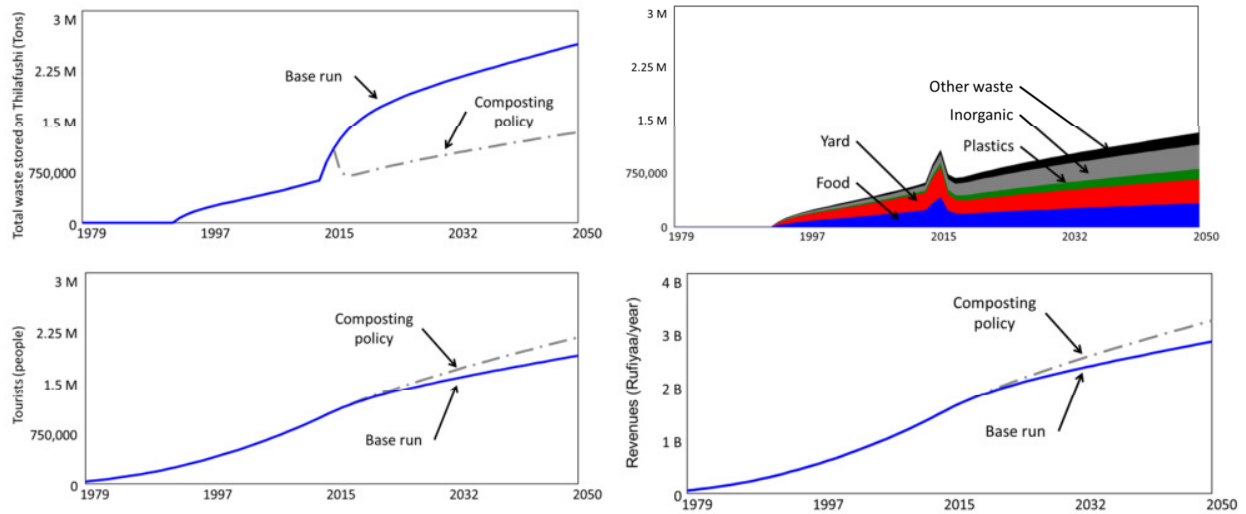 3 M
2.25 M
1.5 M
750,000
0
Total waste stored on Thilafushi (Tons)
Base run
Composting
policy
1979
1997
2015
2032
2050
3 M
2.25 M
1.5 M
750,000
0
Other waste
Inorganic
Plastics
Yard
Food
1979
1997
2015
2032
2050
3 M
2.25 M
1.5 M
750,000
0
Tourists (people)
Composting
policy
Base run
1979
1997
2015
2032
2050
4 B
3 B
2 B
1 B
0
Revenues (Rufiyaa/year)
Composting
policy
Base run
1979
1997
2015
2032
2050